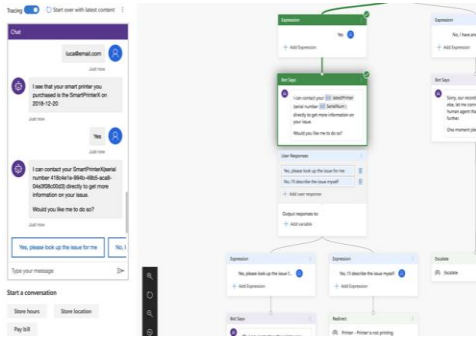 Tracing
Start over with latest content
Chat
luca@email.com
Just now
I see that your smart printer you
purchased is the SmartPrinterX on
2018-12-20
Just now
Yes
Just now
I can contact your SmartPrinterX(serial
directly to get more
information on your issue.
Would you like me to do so?
Just now
Yes, please look up the issue for me
No, I
Type your message
Start a conversation
Store hours
Store location
Pay bill
Expression
Yes
+ Add Expression
Bot Says
I can contact your
(serial number
directly to get more information on
your issue.
Would you like me to do so?
User Responses
Yes, please look up the issue for me
No, I'll describe the issue myself
+ Add user response
Output responses to:
+ Add variable
Expression
Yes, please look up the issue f...
+ Add Expression
Bot Says
Expression
No, I'll describe the issue myself
+ Add Expression
Redirect
Printer - Printer is not printing
Expression
No, I have an
+ Add Expression
Bot Says
Sorry, our
else, let me
human agent
further.
One moment
Escalate
Escalate